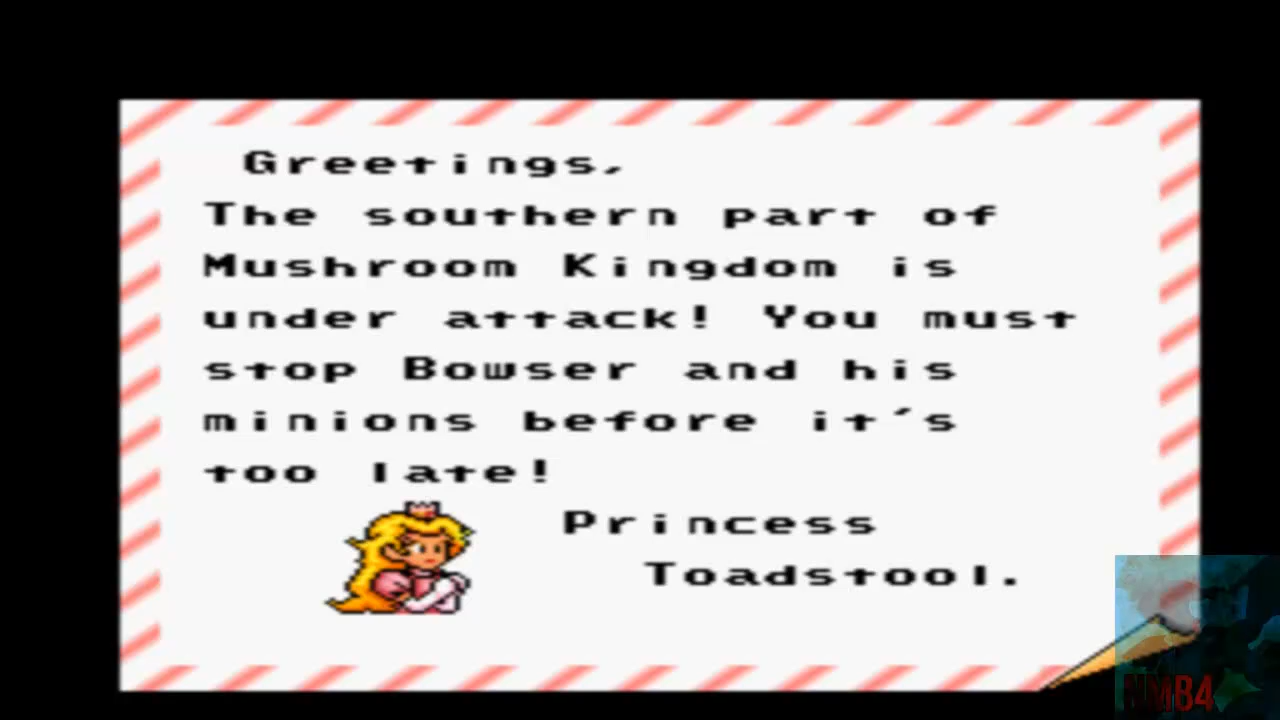 Greetings,
The southern part of
Mushroom Kingdom is
under attack! You must
stop Bowser and his
minions before it's
too late!
Princess
Toadstool.
NMB4